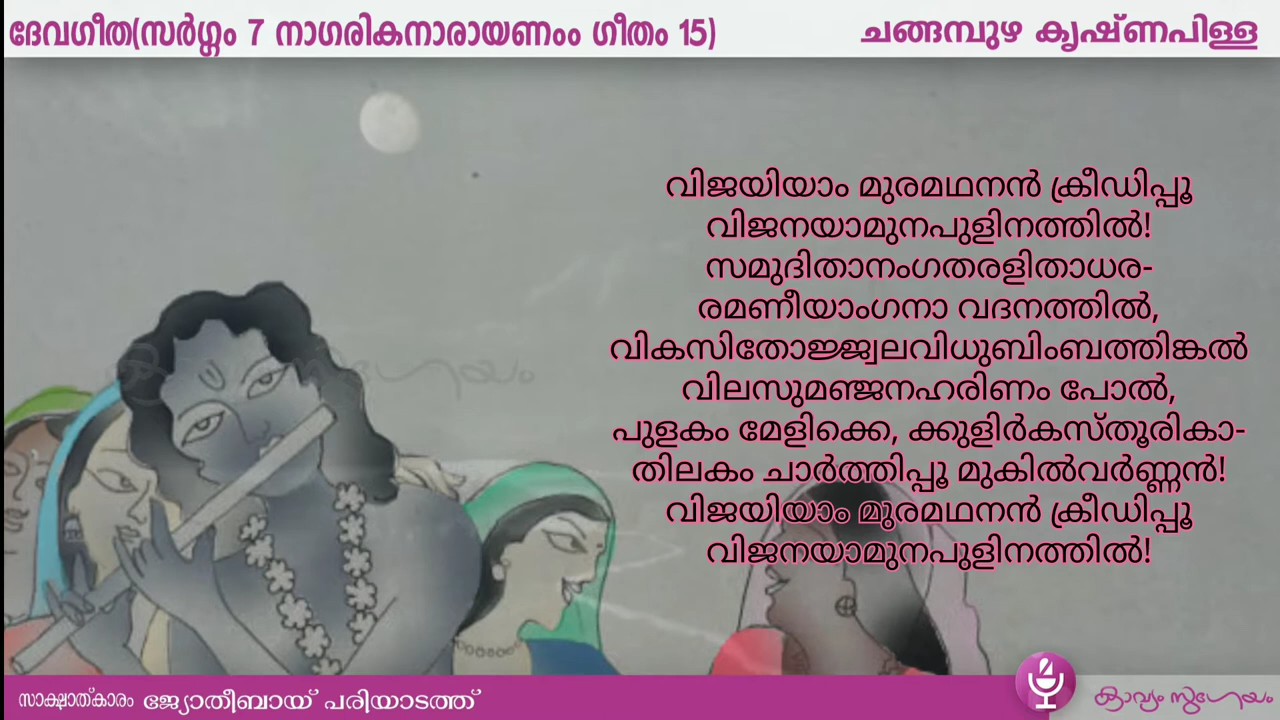 ദേവഗീത(സർഗ്ഗം 7 നാഗരികനാരായണംം ഗീതം 15)
ചങ്ങമ്പുഴ കൃഷ്ണപിള്ള
വിജയിയാം മുരമഥനൻ ക്രീഡിപ്പൂ
വിജനയാമുനപുളിനത്തിൽ!
സമുദിതാനംഗതരളിതാധര-
രമണീയാംഗനാ വദനത്തിൽ,
വികസിതോജ്ജ്വലവിധുബിംബത്തിങ്കൽ
വിലസുമഞ്ജനഹരിണം പോൽ,
പുളകം മേളിക്കെ, ക്കുളിർകസ്തൂരികാ-
തിലകം ചാർത്തിപ്പൂ മുകിൽവർണ്ണൻ!
വിജയിയാം മുരമഥനൻ ക്രീഡിപ്പൂ
വിജനയാമുനപുളിനത്തിൽ!
സാക്ഷാത്കാരം ജ്യോതീബായ് പരിയാടത്ത്
കാവ്യം സുഗേയം